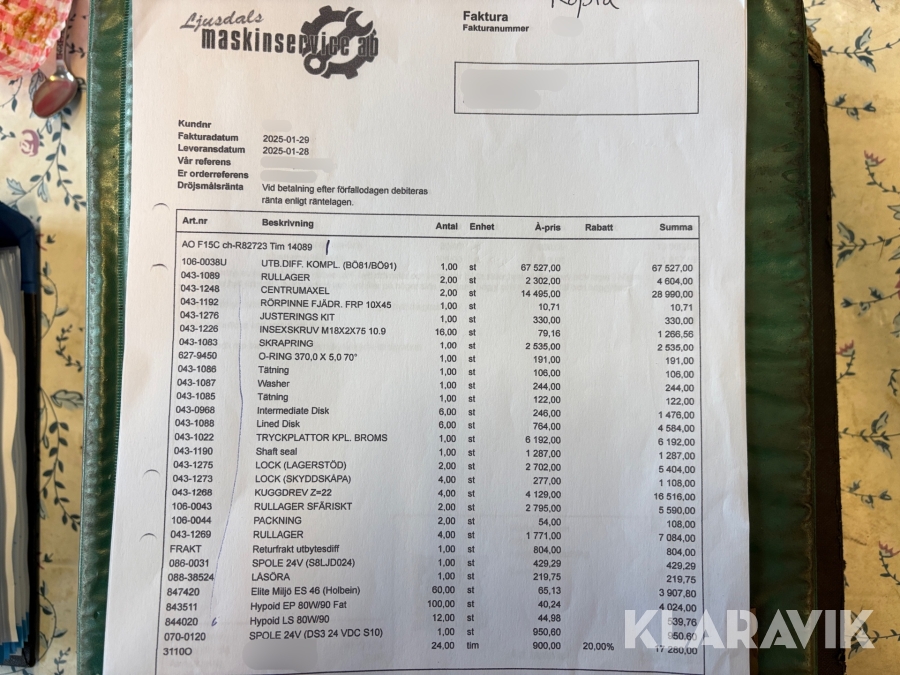 Kopia
Ljusdals
maskinservice ab
Faktura
Fakturanummer
Kundnr
Fakturadatum 2025-01-29
Leveransdatum 2025-01-28
Vår referens
Er orderreferens
Dröjsmålsränta Vid betalning efter förfallodagen debiteras
ränta enligt räntelagen.
Art.nr Beskrivning Antal Enhet À-pris Rabatt Summa
AO F15C ch-R82723 Tim 14089
106-0038U UTB.DIFF. KOMPL. (BÖ81/BÖ91) 1,00 st 67 527,00 67 527,00
043-1089 RULLAGER 2,00 st 2 302,00 4 604,00
043-1248 CENTRUMAXEL 2,00 st 14 495,00 28 990,00
043-1192 RÖRPINNE FJÄDR. FRP 10X45 1,00 st 10,71 10,71
043-1276 JUSTERINGS KIT 1,00 st 330,00 330,00
043-1226 INSEXSKRUV M18X2X75 10.9 16,00 st 79,16 1 266,56
043-1083 SKRAPRING 1,00 st 2 535,00 2 535,00
627-9450 O-RING 370,0 X 5,0 70° 1,00 st 191,00 191,00
043-1086 Tätning 1,00 st 106,00 106,00
043-1087 Washer 1,00 st 244,00 244,00
043-1085 Tätning 1,00 st 122,00 122,00
043-0968 Intermediate Disk 6,00 st 246,00 1 476,00
043-1088 Lined Disk 6,00 st 764,00 4 584,00
043-1022 TRYCKPLATTOR KPL. BROMS 1,00 st 6 192,00 6 192,00
043-1190 Shaft seal 1,00 st 1 287,00 1 287,00
043-1275 LOCK (LAGERSTÖD) 2,00 st 2 702,00 5 404,00
043-1273 LOCK (SKYDDSKÅPA) 4,00 st 277,00 1 108,00
043-1268 KUGGDREV Z=22 4,00 st 4 129,00 16 516,00
106-0043 RULLAGER SFÄRISKT 2,00 st 2 795,00 5 590,00
106-0044 PACKNING 2,00 st 54,00 108,00
043-1269 RULLAGER 4,00 st 1 771,00 7 084,00
FRAKT Returfrakt utbytesdiff 1,00 st 804,00 804,00
086-0031 SPOLE 24V (S8LJD024) 1,00 st 429,29 429,29
088-38524 LÅSÖRA 1,00 st 219,75 219,75
847420 Elite Miljö ES 46 (Holbein) 60,00 st 65,13 3 907,80
843511 Hypoid EP 80W/90 Fat 100,00 st 40,24 4 024,00
844020 Hypoid LS 80W/90 12,00 st 44,98 539,76
070-0120 SPOLE 24V (DS3 24 VDC S10) 1,00 st 950,60 950,60
3110O 24,00 tim 900,00 20,00% 17 280,00
KLARAVIK